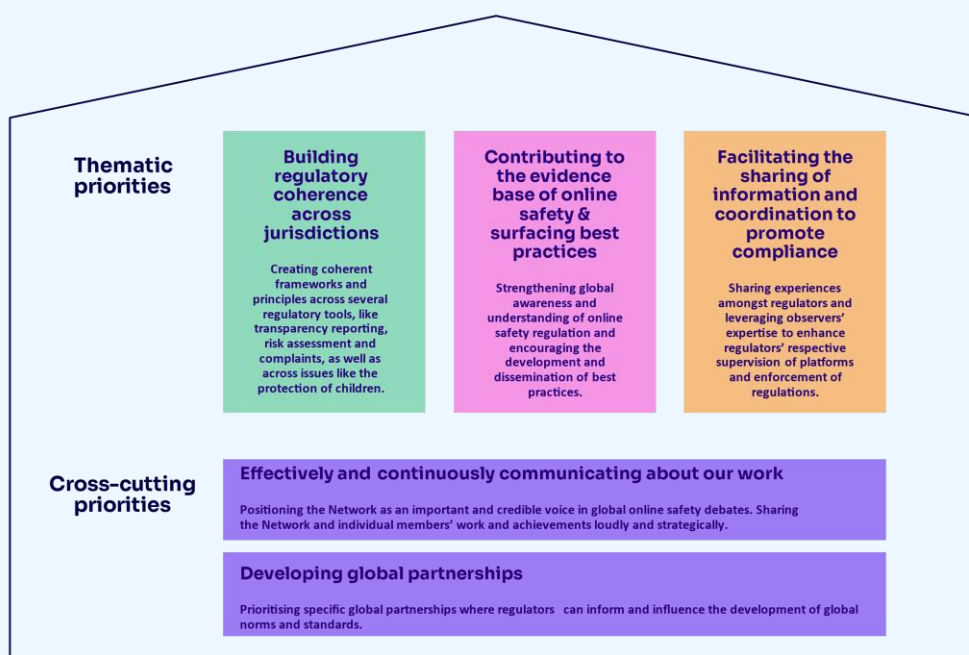 Thematic
priorities
Building
regulatory
coherence
across
jurisdictions
Creating coherent
frameworks and
principles across several
regulatory tools, like
transparency reporting,
risk assessment and
complaints, as well as
across issues like the
protection of children.
Contributing to
the evidence
base of online
safety &
surfacing best
practices
Strengthening global
awareness and
understanding of online
safety regulation and
encouraging the
development and
dissemination of best
practices.
Facilitating the
sharing of
information and
coordination to
promote
compliance
Sharing experiences
amongst regulators and
leveraging observers’
expertise to enhance
regulators’ respective
supervision of platforms
and enforcement of
regulations.
Cross-cutting
priorities
Effectively and continuously communicating about our work
Positioning the Network as an important and credible voice in global online safety debates. Sharing
the Network and individual members’ work and achievements loudly and strategically.
Developing global partnerships
Prioritising specific global partnerships where regulators can inform and influence the development of global
norms and standards.